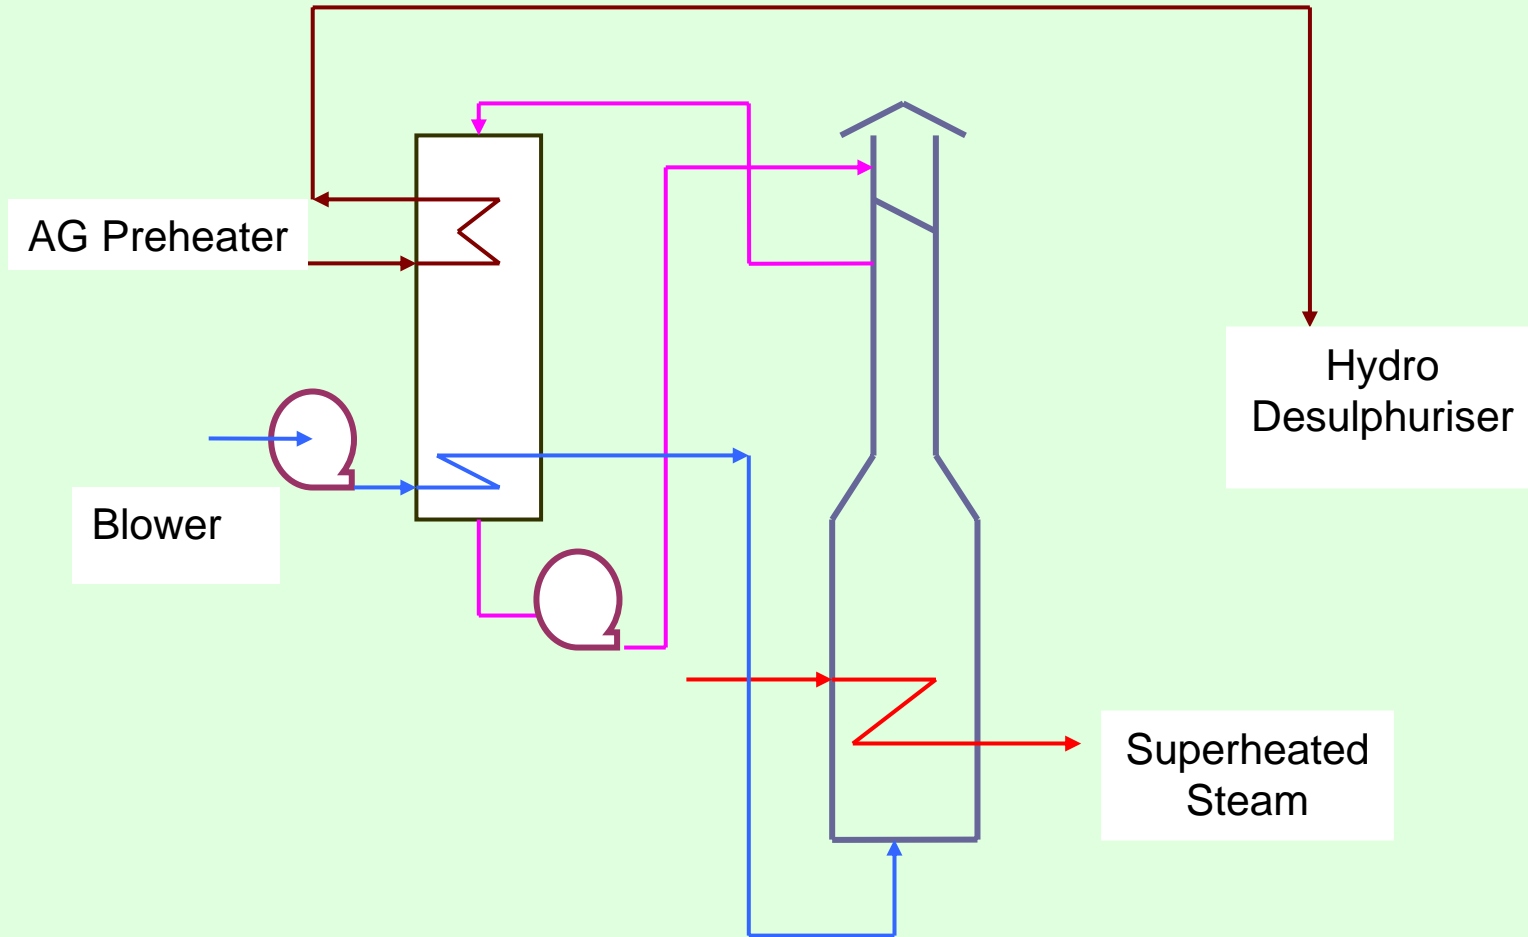 AG Preheater
Hydro
Desulphuriser
Blower
Superheated
Steam